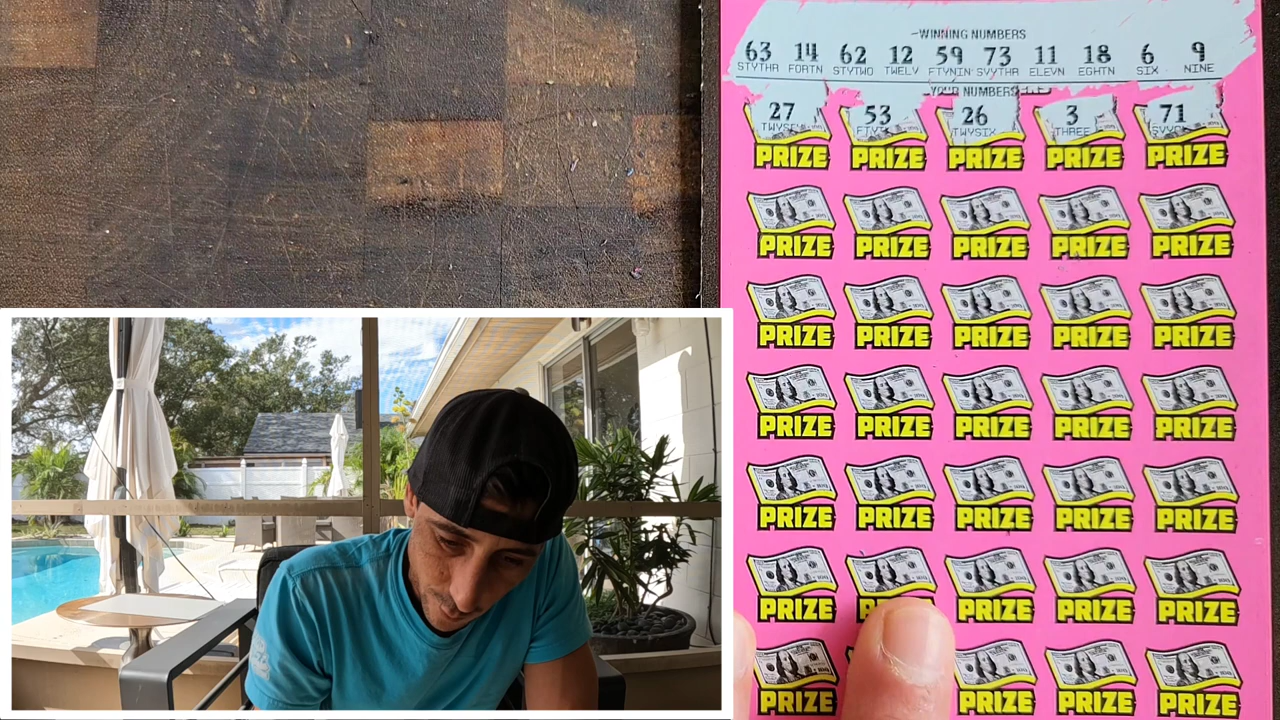 WINNING NUMBERS
63 14 62 12 59 73 11 18 6 9
STYTHR FORTN STYTWO TWELV FTYNIN SVYTHR ELEVN EGHTN SIX NINE
YOUR NUMBERS
27 53 26 3 71
TWYSIX THREE
PRIZE PRIZE PRIZE PRIZE PRIZE
PRIZE PRIZE PRIZE PRIZE PRIZE
PRIZE PRIZE PRIZE PRIZE PRIZE
PRIZE PRIZE PRIZE PRIZE PRIZE
PRIZE PRIZE PRIZE PRIZE PRIZE
PRIZE PRIZE PRIZE PRIZE
PRIZE PRIZE PRIZE PRIZE